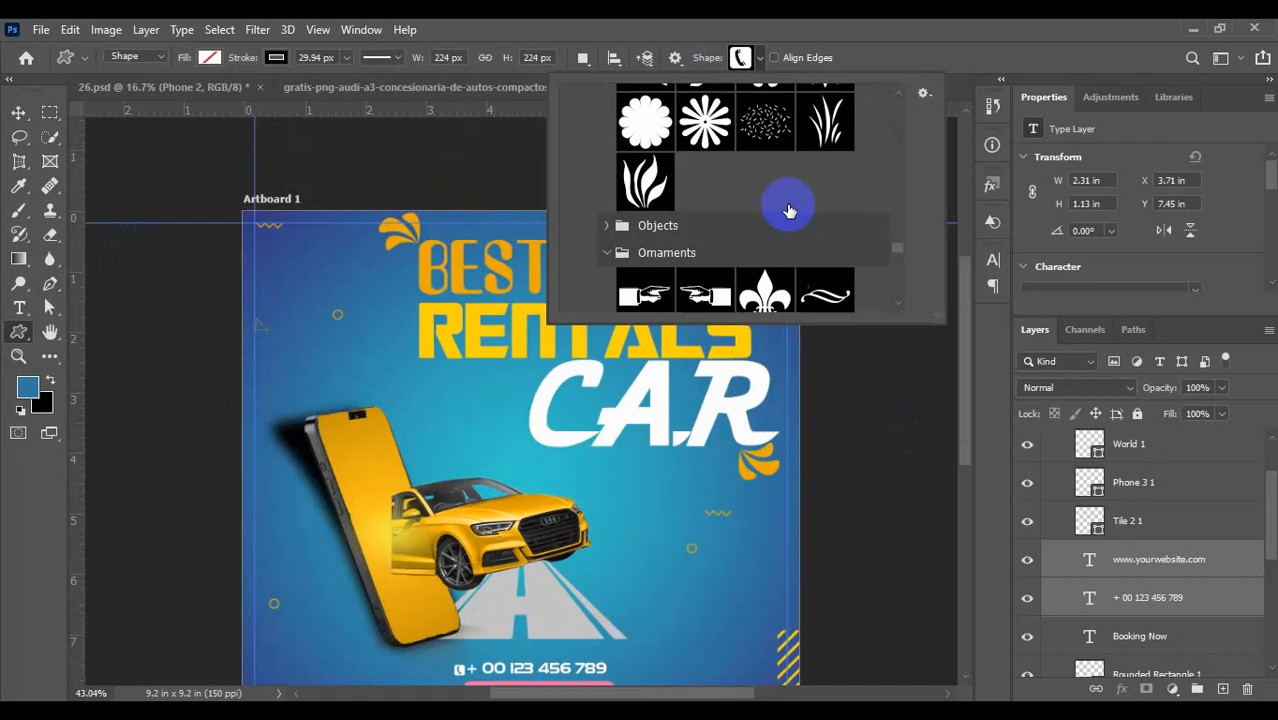 Ps File Edit Image Layer Type Select Filter 3D View Window Help
Shape Fill: Stroke: 29.94 px W: 224 px H: 224 px Shape: Align Edges
26.psd @ 16.7% (Phone 2, RGB/8) * × gratis-png-audi-a3-concesionaria-de-autos-compactos
Properties Adjustments Libraries
Type Layer
Transform
W 2.31 in X 3.71 in
H 1.13 in Y 7.45 in
0.00°
Character
Artboard 1
Objects
Ornaments
BEST
RENTALS
CAR
+ 00 123 456 789
Layers Channels Paths
Kind
Normal Opacity: 100%
Lock: Fill: 100%
World 1
Phone 3 1
Tile 2 1
www.yourwebsite.com
+ 00 123 456 789
Booking Now
Rounded Rectangle 1
43.04% 9.2 in x 9.2 in (150 ppi)